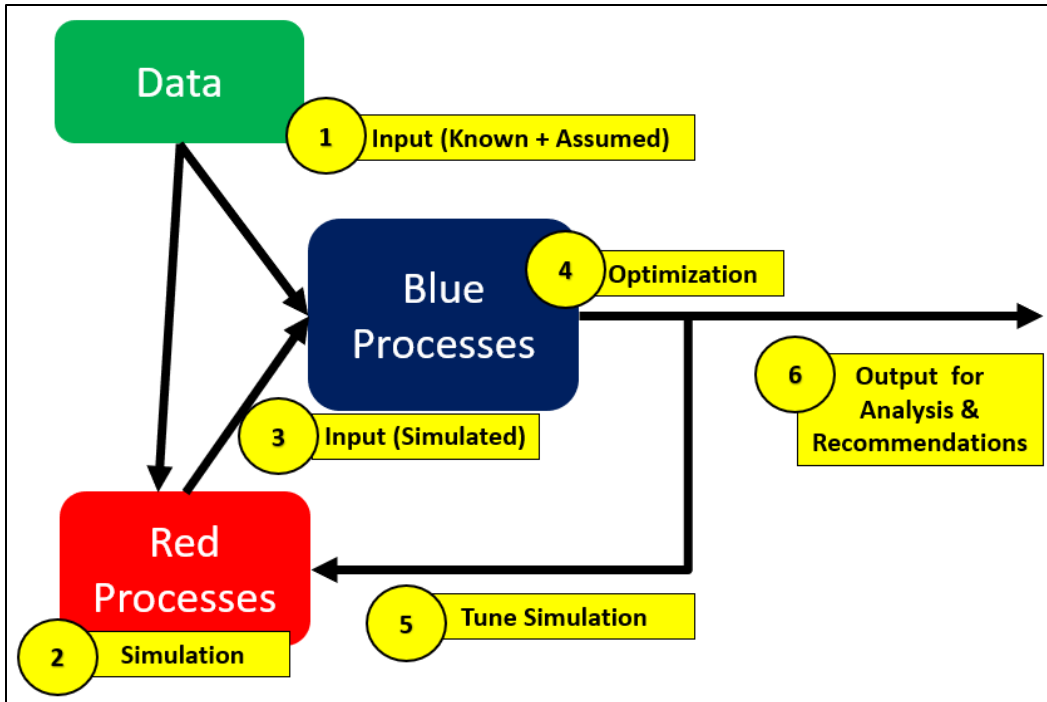 Data
1
Input (Known + Assumed)
Blue
Processes
4
Optimization
6
Output for
Analysis &
Recommendations
3
Input (Simulated)
Red
Processes
5
Tune Simulation
2
Simulation